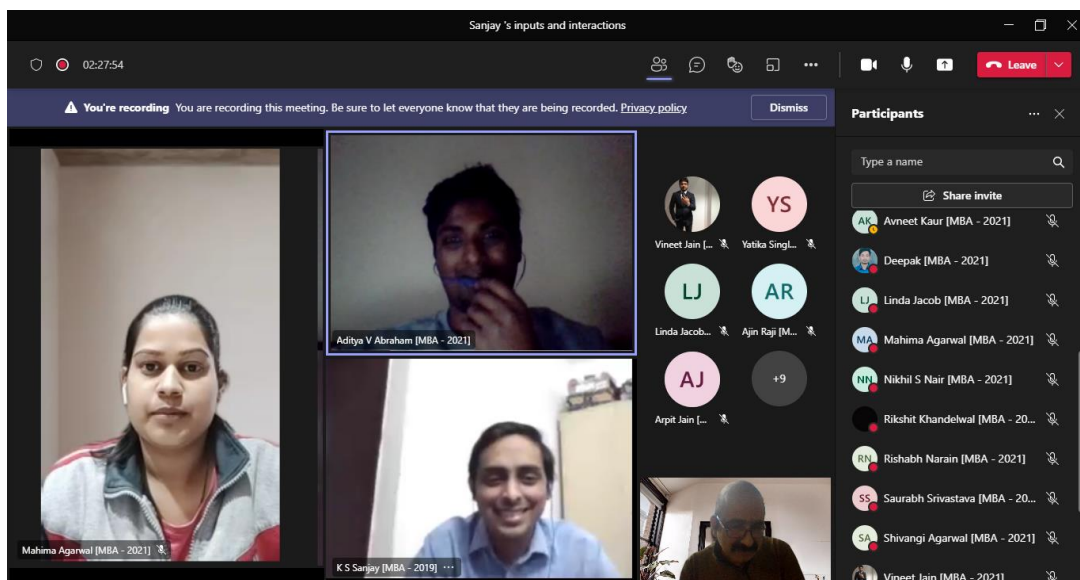 Sanjay 's inputs and interactions
02:27:54
Leave
You're recording You are recording this meeting. Be sure to let everyone know that they are being recorded. Privacy policy
Dismiss
Mahima Agarwal [MBA - 2021]
Aditya V Abraham [MBA - 2021]
K S Sanjay [MBA - 2019] ···
Vineet Jain [...
YS
Yatika Singl...
LJ
Linda Jacob...
AR
Ajin Raji [M...
AJ
Arpit Jain [...
+9
Participants
Type a name
Share invite
AK Avneet Kaur [MBA - 2021]
Deepak [MBA - 2021]
LJ Linda Jacob [MBA - 2021]
MA Mahima Agarwal [MBA - 2021]
NN Nikhil S Nair [MBA - 2021]
Rikshit Khandelwal [MBA - 20...
RN Rishabh Narain [MBA - 2021]
SS Saurabh Srivastava [MBA - 20...
SA Shivangi Agarwal [MBA - 2021]
Vineet Jain [MBA - 2021]